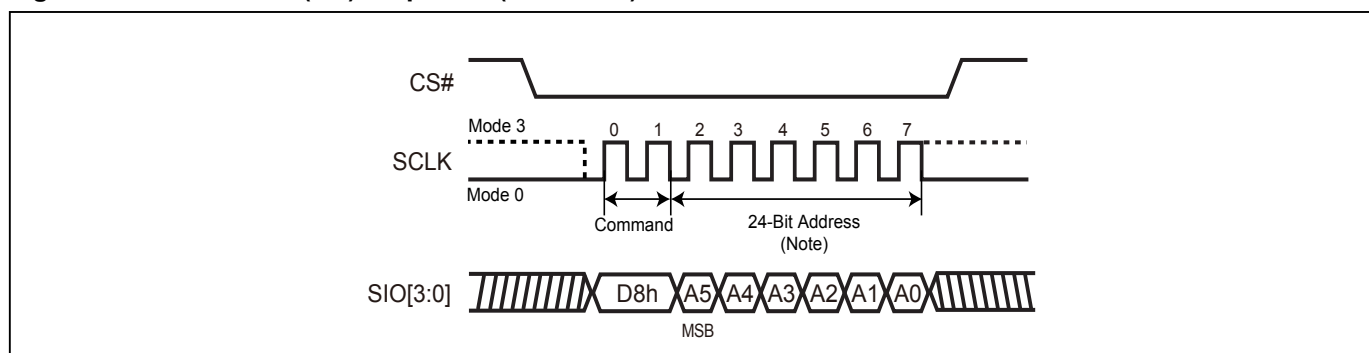 CS#
Mode 3
0 1 2 3 4 5 6 7
SCLK
Mode 0
Command
24-Bit Address
(Note)
SIO[3:0]
D8h A5 A4 A3 A2 A1 A0
MSB